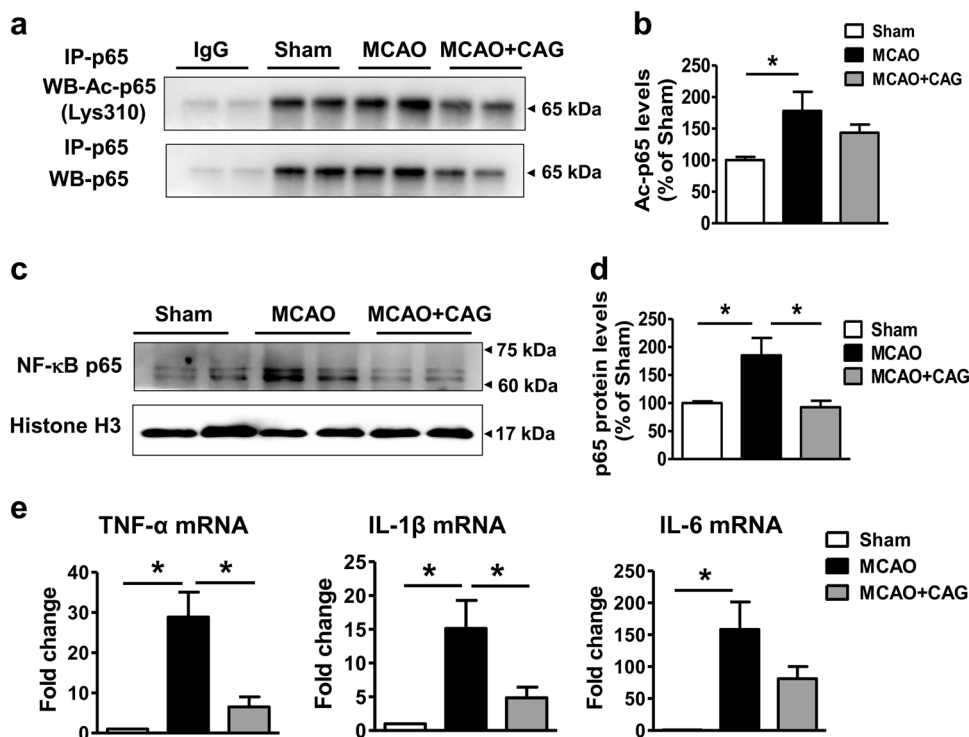 a
IP-p65
WB-Ac-p65
(Lys310)
IP-p65
WB-p65
IgG Sham MCAO MCAO+CAG
65 kDa
65 kDa
b
Sham
MCAO
MCAO+CAG
Ac-p65 levels
(% of Sham)
250
200
150
100
50
0
*
c
Sham MCAO MCAO+CAG
NF-κB p65
75 kDa
60 kDa
Histone H3
17 kDa
d
Sham
MCAO
MCAO+CAG
p65 protein levels
(% of Sham)
250
200
150
100
50
0
* *
e
TNF-α mRNA
Fold change
40
30
20
10
0
* *
IL-1β mRNA
Fold change
25
20
15
10
5
0
* *
IL-6 mRNA
Fold change
250
200
150
100
50
0
*
Sham
MCAO
MCAO+CAG